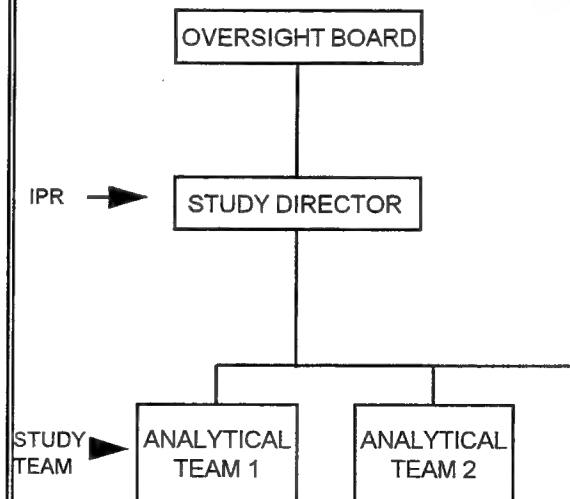 OVERSIGHT BOARD
IPR
STUDY DIRECTOR
STUDY
TEAM
ANALYTICAL
TEAM 1
ANALYTICAL
TEAM 2